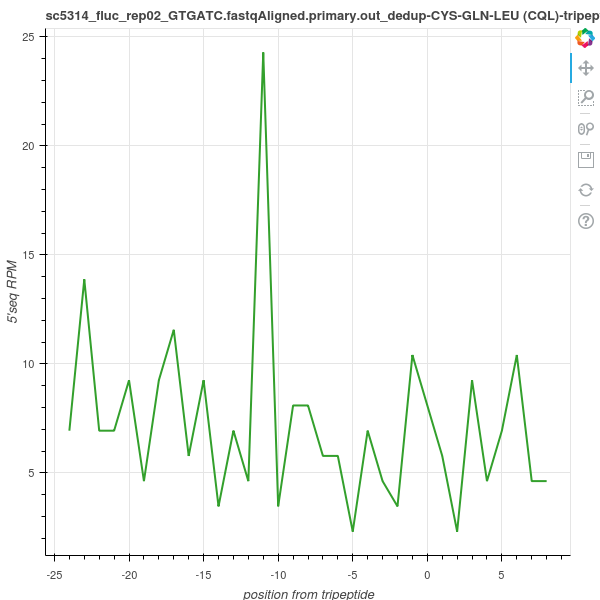 sc5314_fluc_rep02_GTGATC.fastqAligned.primary.out_dedup-CYS-GLN-LEU (CQL)-tripep
25
20
15
10
5
5'seq RPM
-25 -20 -15 -10 -5 0 5
position from tripeptide